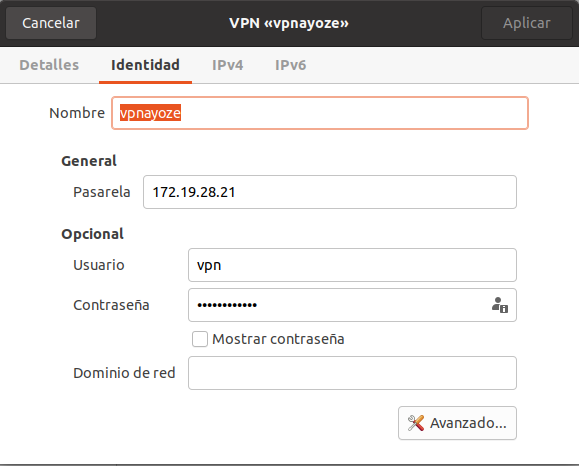 Cancelar VPN «vpnayoze» Aplicar
Detalles Identidad IPv4 IPv6
Nombre vpnayoze
General
Pasarela 172.19.28.21
Opcional
Usuario vpn
Contraseña ••••••••••••
Mostrar contraseña
Dominio de red
Avanzado...